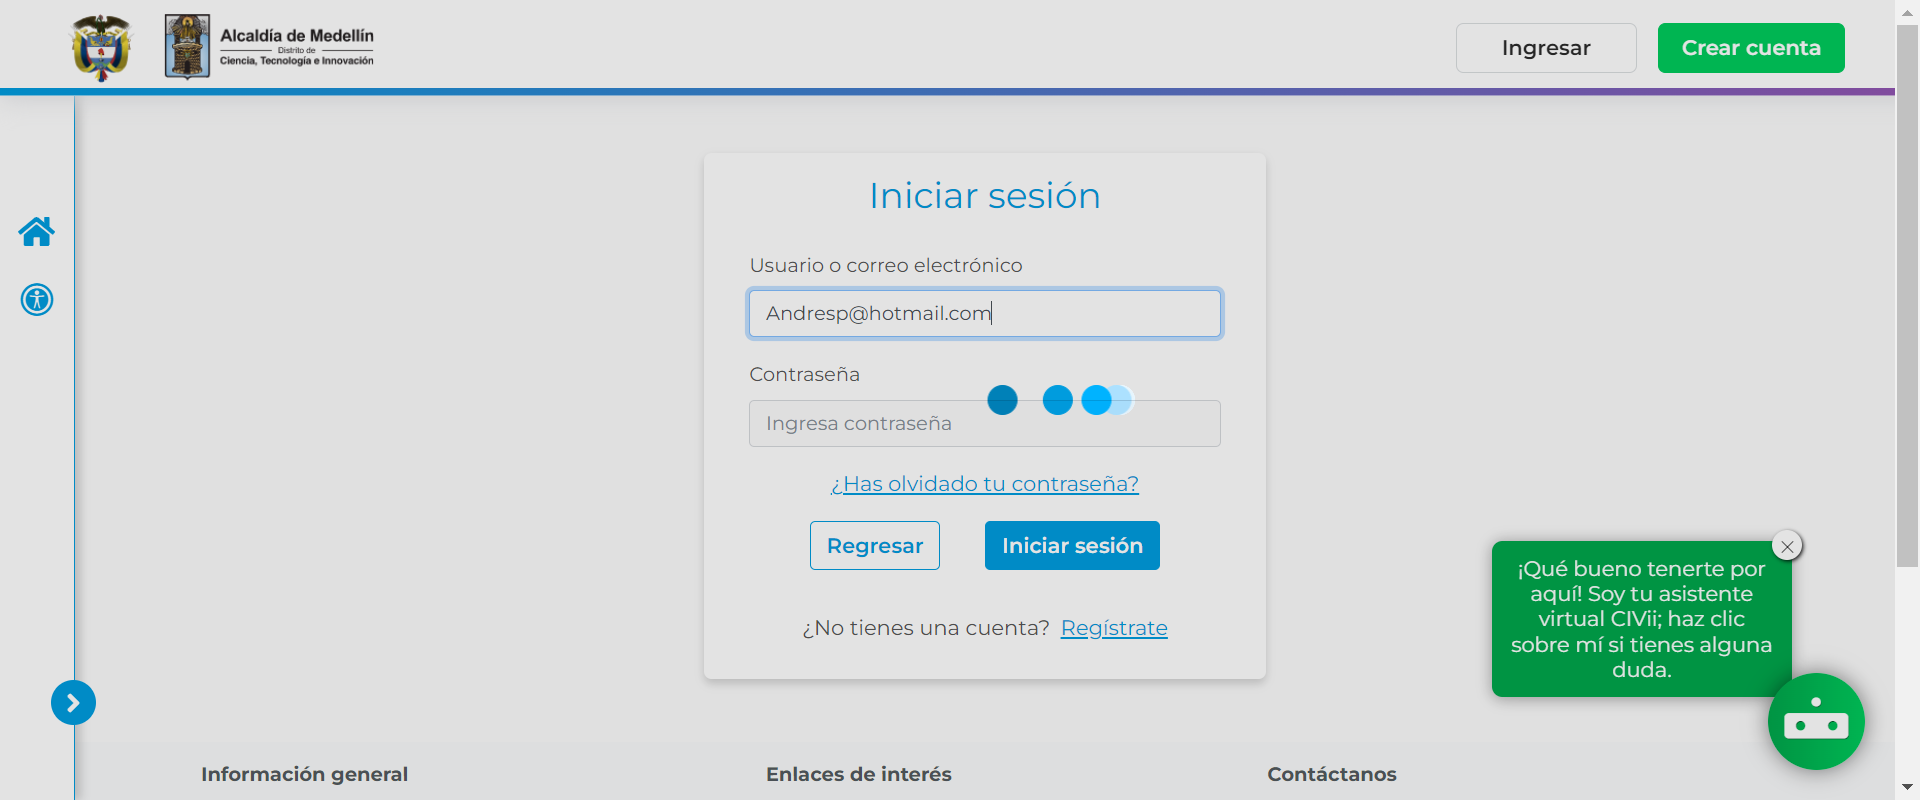 Alcaldía de Medellín
Distrito de
Ciencia, Tecnología e Innovación
Ingresar
Crear cuenta
Iniciar sesión
Usuario o correo electrónico
Andresp@hotmail.com
Contraseña
Ingresa contraseña
¿Has olvidado tu contraseña?
Regresar
Iniciar sesión
¿No tienes una cuenta? Regístrate
¡Qué bueno tenerte por
aquí! Soy tu asistente
virtual CIVii; haz clic
sobre mí si tienes alguna
duda.
Información general
Enlaces de interés
Contáctanos